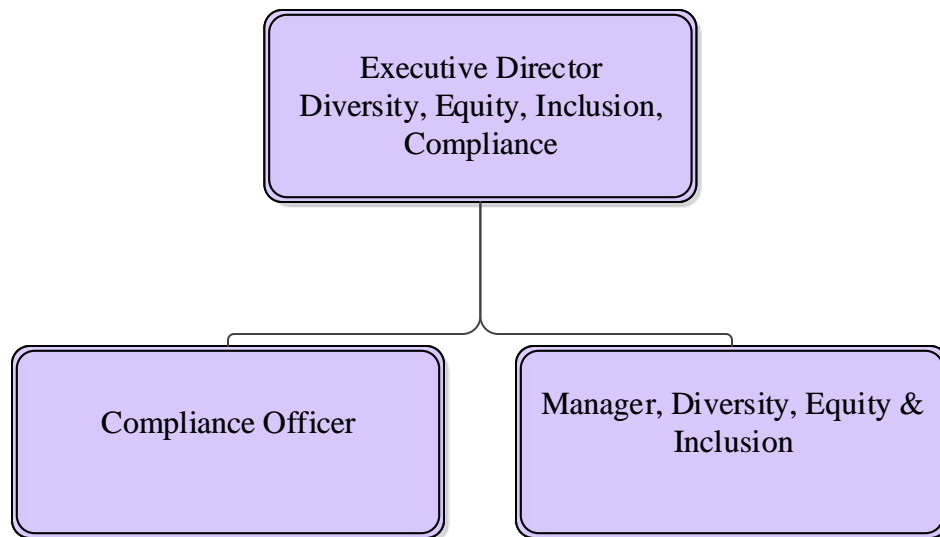 Executive Director
Diversity, Equity, Inclusion,
Compliance
Compliance Officer
Manager, Diversity, Equity &
Inclusion